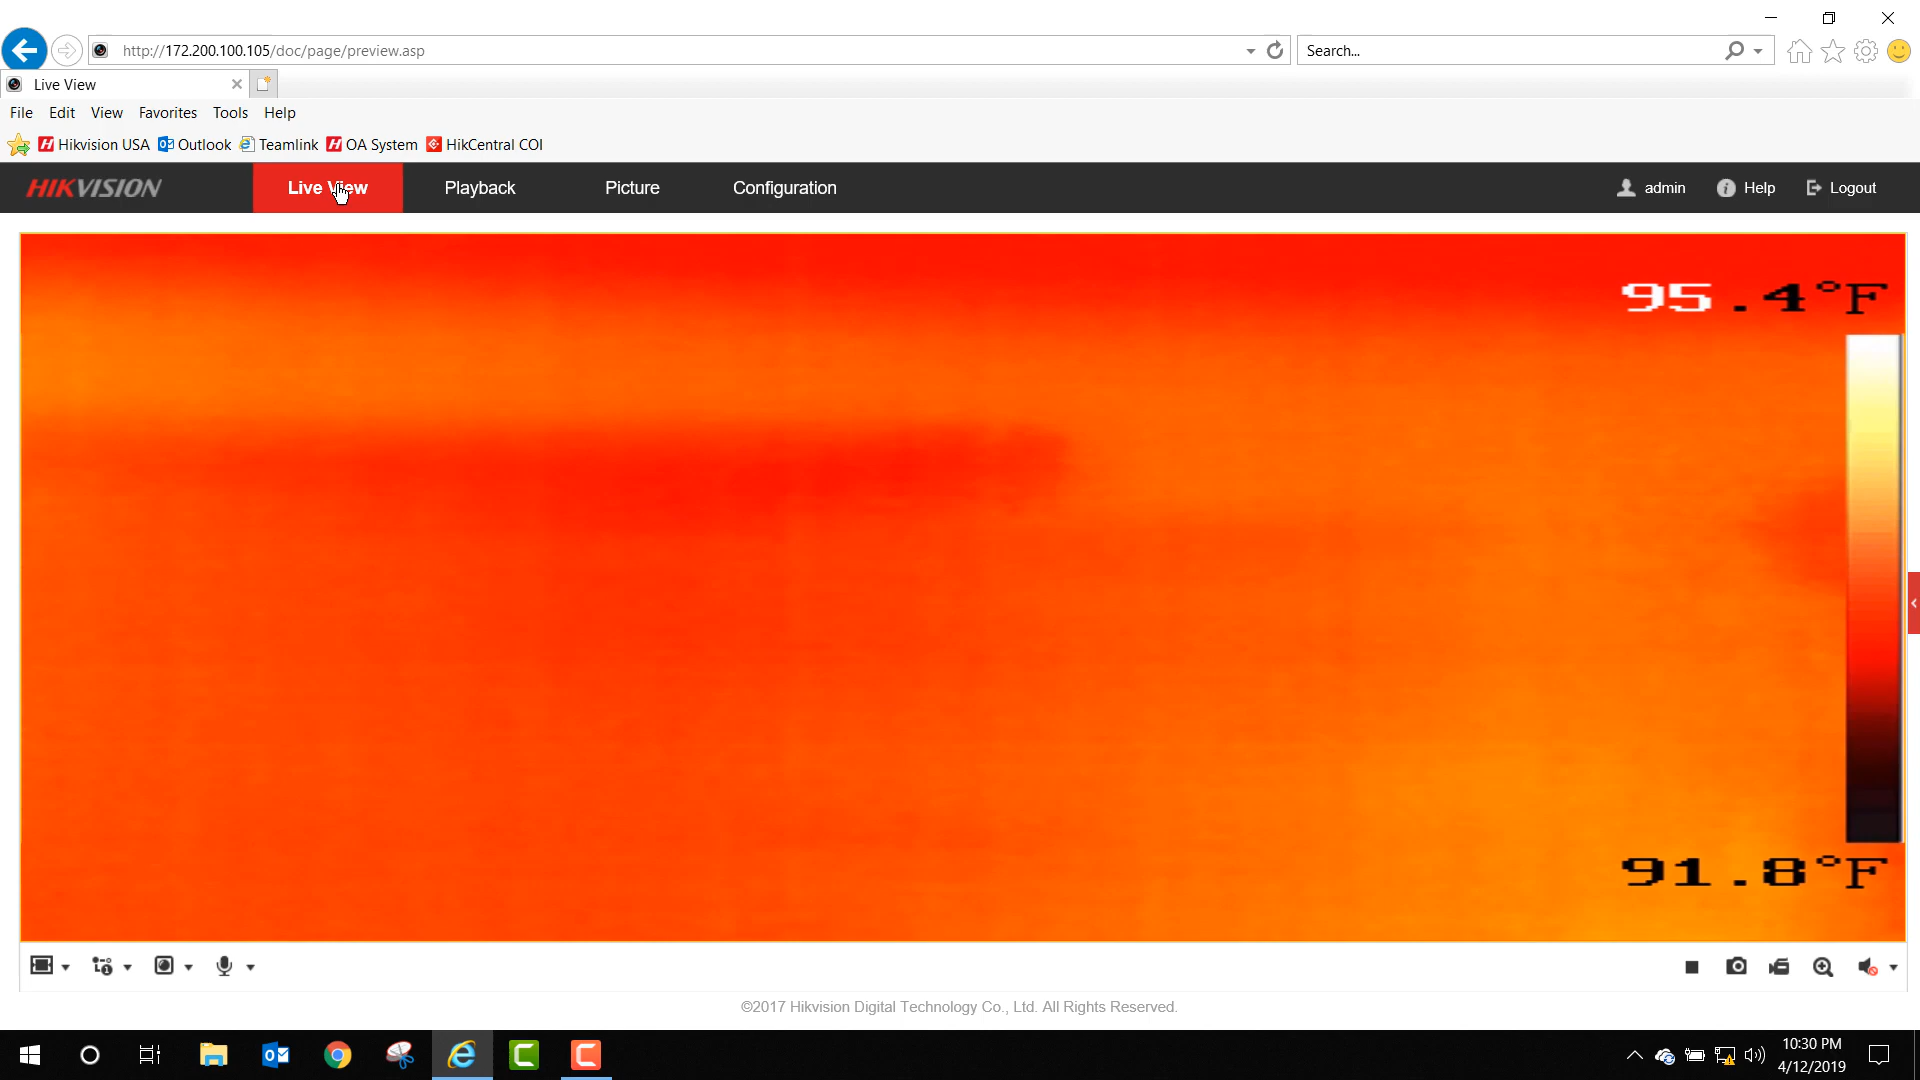 http://172.200.100.105/doc/page/preview.asp
Search...
Live View
File Edit View Favorites Tools Help
Hikvision USA Outlook Teamlink OA System HikCentral COI
HIKVISION Live View Playback Picture Configuration admin Help Logout
95.4°F
91.8°F
©2017 Hikvision Digital Technology Co., Ltd. All Rights Reserved.
10:30 PM
4/12/2019